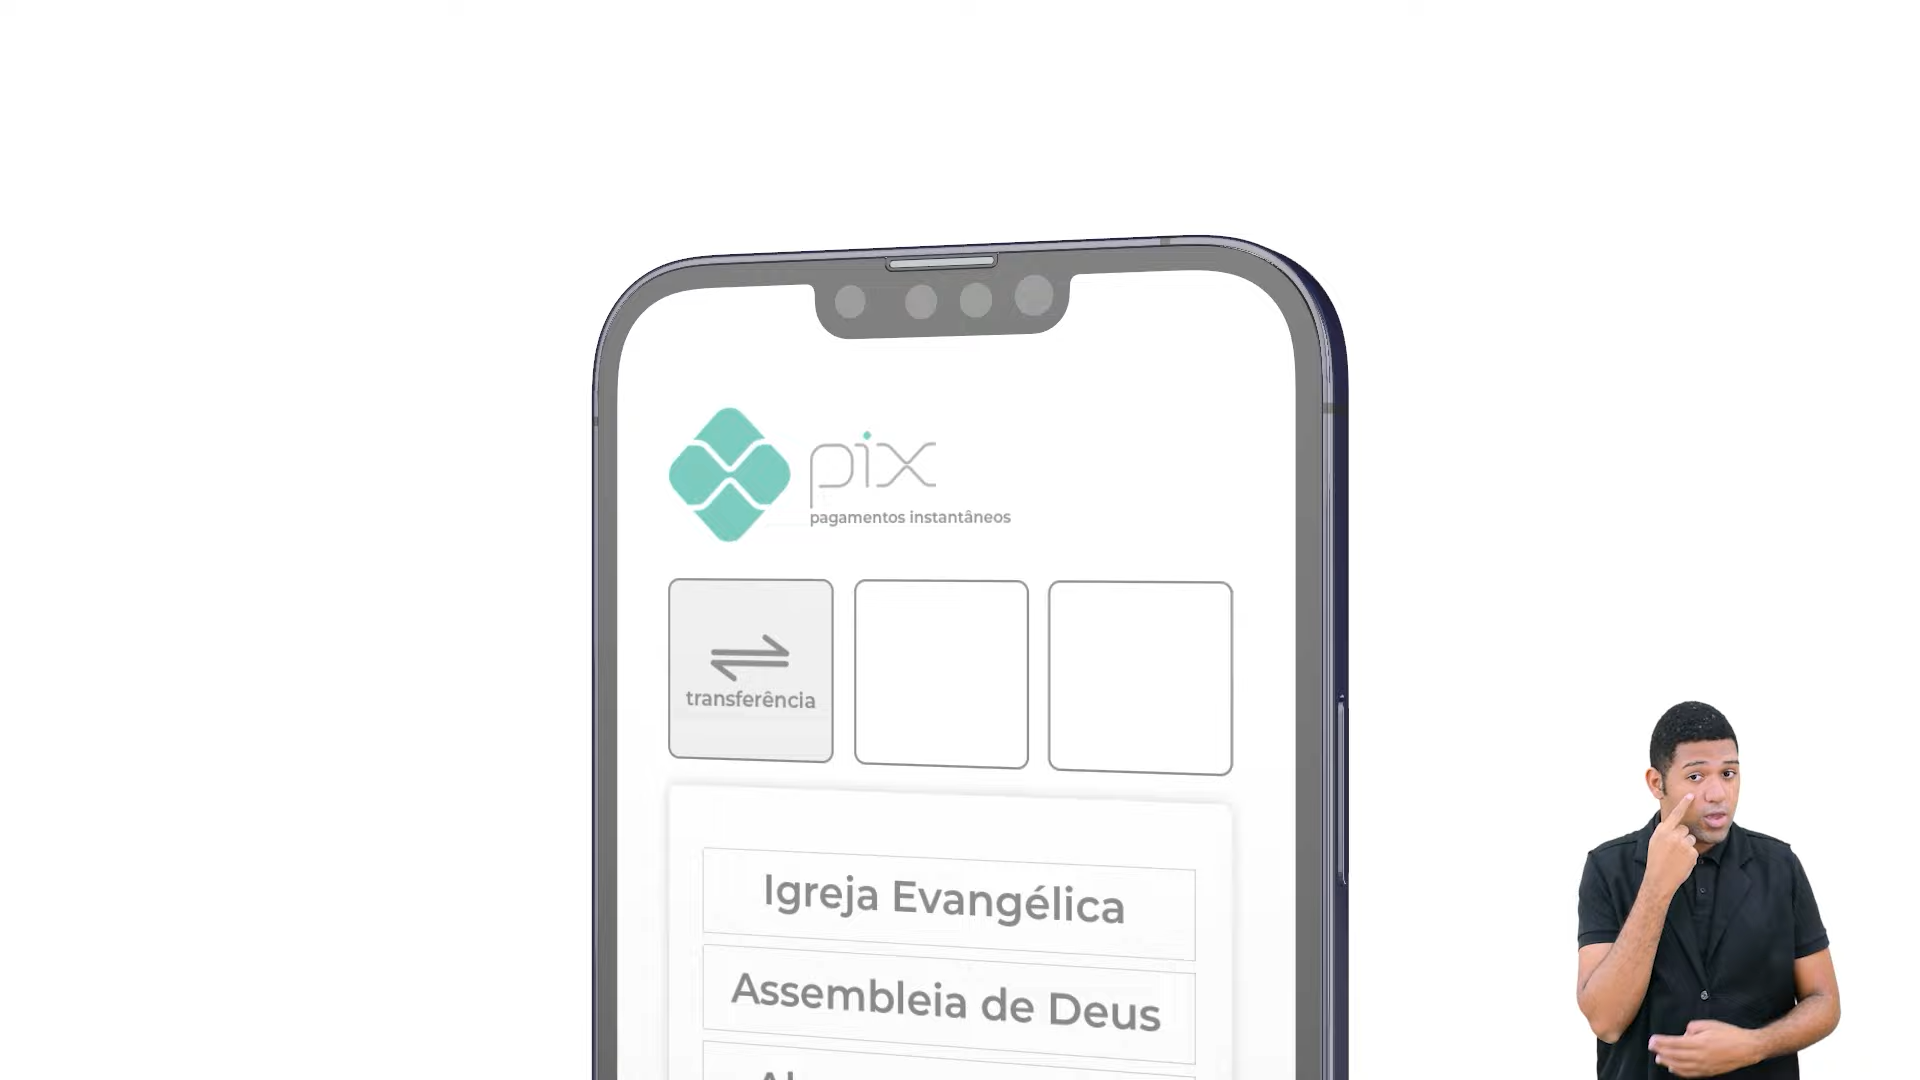 pix
pagamentos instantâneos
transferência
Igreja Evangélica
Assembleia de Deus